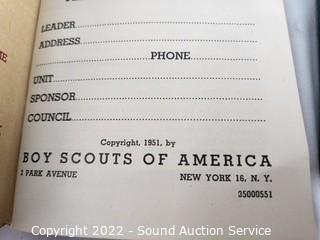 LEADER
ADDRESS
PHONE
UNIT
SPONSOR
COUNCIL
Copyright, 1951, by
BOY SCOUTS OF AMERICA
2 PARK AVENUE NEW YORK 16, N. Y.
35000551
Copyright 2022 - Sound Auction Service